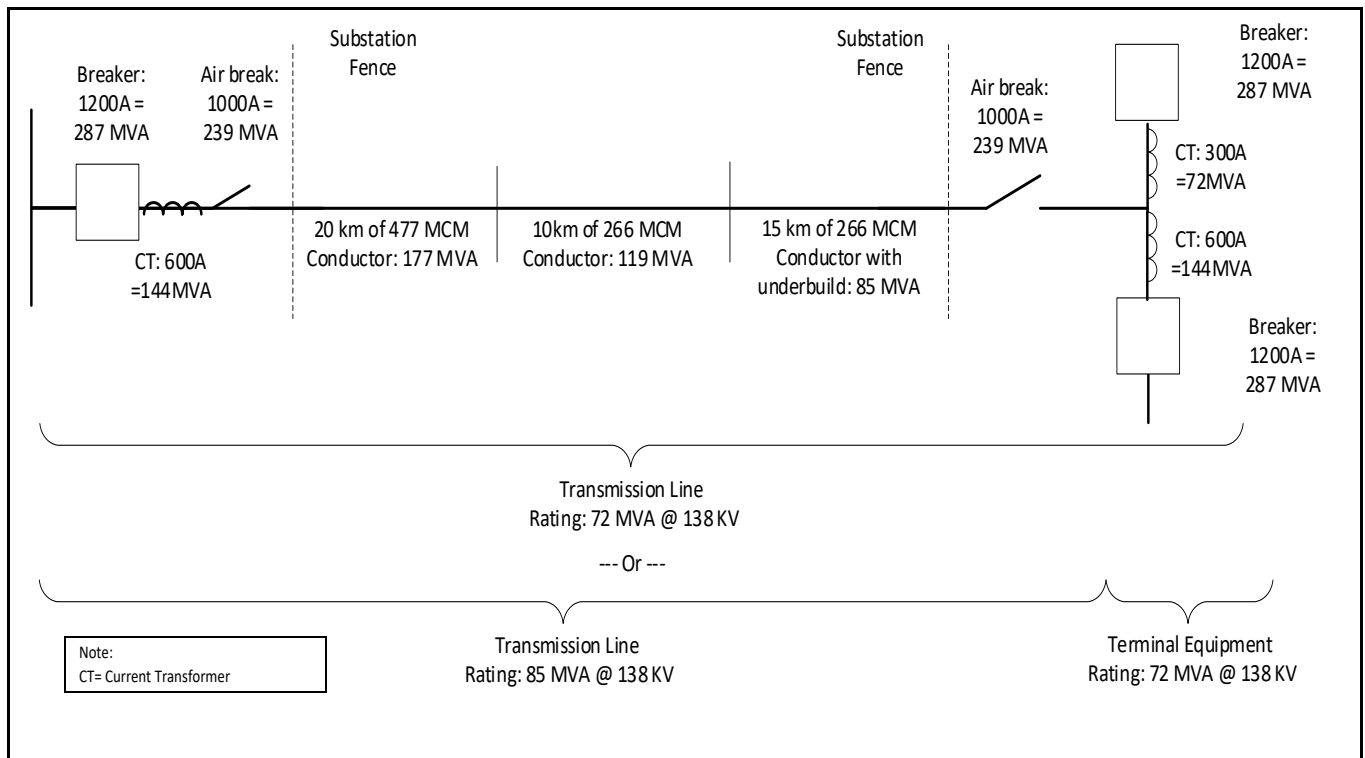 Breaker:
1200A =
287 MVA
Air break:
1000A =
239 MVA
Substation
Fence
Substation
Fence
Air break:
1000A =
239 MVA
Breaker:
1200A =
287 MVA
CT: 300A
=72MVA
CT: 600A
=144MVA
CT: 600A
=144MVA
20 km of 477 MCM
Conductor: 177 MVA
10km of 266 MCM
Conductor: 119 MVA
15 km of 266 MCM
Conductor with
underbuild: 85 MVA
Breaker:
1200A =
287 MVA
Transmission Line
Rating: 72 MVA @ 138 KV
--- Or ---
Transmission Line
Rating: 85 MVA @ 138 KV
Terminal Equipment
Rating: 72 MVA @ 138 KV
Note:
CT= Current Transformer